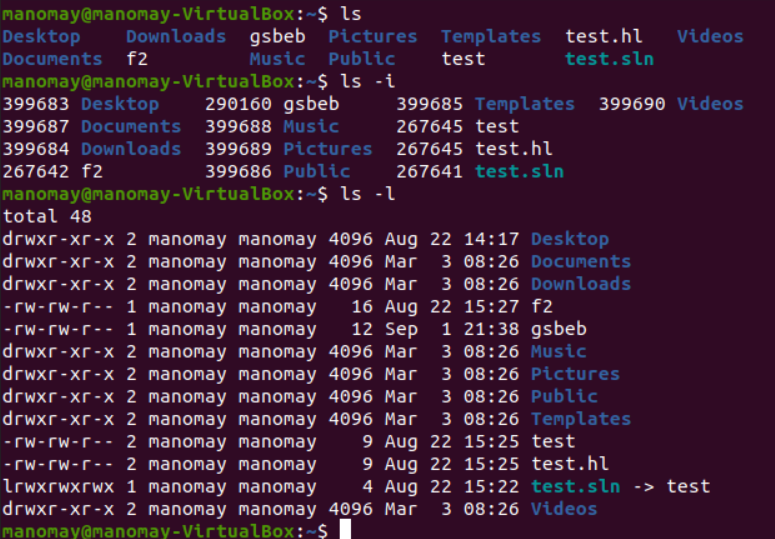 manomay@manomay-VirtualBox:~$ ls
Desktop    Downloads  gsbeb  Pictures  Templates  test.hl   Videos
Documents  f2         Music  Public    test       test.sln
manomay@manomay-VirtualBox:~$ ls -i
399683 Desktop    290160 gsbeb     399685 Templates  399690 Videos
399687 Documents  399688 Music     267645 test
399684 Downloads  399689 Pictures  267645 test.hl
267642 f2         399686 Public    267641 test.sln
manomay@manomay-VirtualBox:~$ ls -l
total 48
drwxr-xr-x 2 manomay manomay 4096 Aug 22 14:17 Desktop
drwxr-xr-x 2 manomay manomay 4096 Mar  3 08:26 Documents
drwxr-xr-x 2 manomay manomay 4096 Mar  3 08:26 Downloads
-rw-rw-r-- 1 manomay manomay   16 Aug 22 15:27 f2
-rw-rw-r-- 1 manomay manomay   12 Sep  1 21:38 gsbeb
drwxr-xr-x 2 manomay manomay 4096 Mar  3 08:26 Music
drwxr-xr-x 2 manomay manomay 4096 Mar  3 08:26 Pictures
drwxr-xr-x 2 manomay manomay 4096 Mar  3 08:26 Public
drwxr-xr-x 2 manomay manomay 4096 Mar  3 08:26 Templates
-rw-rw-r-- 2 manomay manomay    9 Aug 22 15:25 test
-rw-rw-r-- 2 manomay manomay    9 Aug 22 15:25 test.hl
lrwxrwxrwx 1 manomay manomay    4 Aug 22 15:22 test.sln -> test
drwxr-xr-x 2 manomay manomay 4096 Mar  3 08:26 Videos
manomay@manomay-VirtualBox:~$